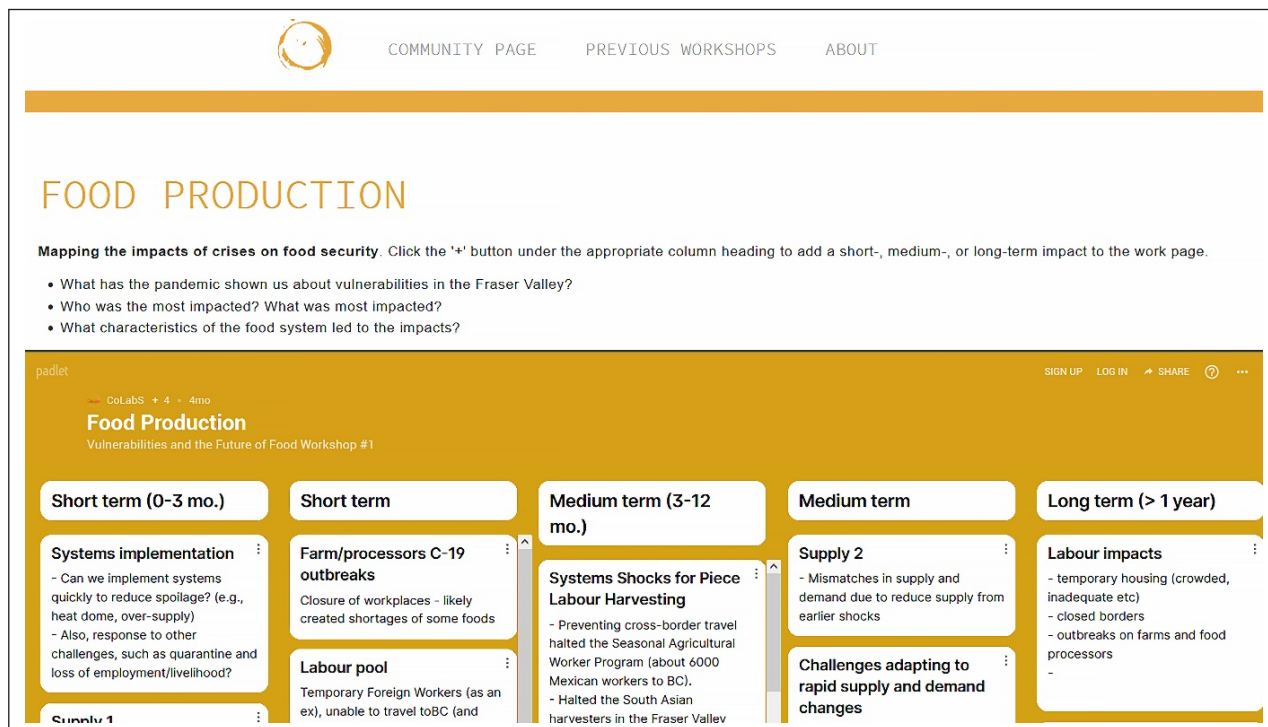 COMMUNITY PAGE PREVIOUS WORKSHOPS ABOUT
FOOD PRODUCTION
Mapping the impacts of crises on food security. Click the '+' button under the appropriate column heading to add a short-, medium-, or long-term impact to the work page.
• What has the pandemic shown us about vulnerabilities in the Fraser Valley?
• Who was the most impacted? What was most impacted?
• What characteristics of the food system led to the impacts?
padlet
SIGN UP LOG IN SHARE ? ...
CoLabS + 4 • 4mo
Food Production
Vulnerabilities and the Future of Food Workshop #1
Short term (0-3 mo.)
Systems implementation
- Can we implement systems
quickly to reduce spoilage? (e.g.,
heat dome, over-supply)
- Also, response to other
challenges, such as quarantine and
loss of employment/livelihood?
Supply 1
Short term
Farm/processors C-19
outbreaks
Closure of workplaces - likely
created shortages of some foods
Labour pool
Temporary Foreign Workers (as an
ex), unable to travel toBC (and
Medium term (3-12
mo.)
Systems Shocks for Piece
Labour Harvesting
- Preventing cross-border travel
halted the Seasonal Agricultural
Worker Program (about 6000
Mexican workers to BC).
- Halted the South Asian
harvesters in the Fraser Valley
Medium term
Supply 2
- Mismatches in supply and
demand due to reduce supply from
earlier shocks
Challenges adapting to
rapid supply and demand
changes
Long term (> 1 year)
Labour impacts
- temporary housing (crowded,
inadequate etc)
- closed borders
- outbreaks on farms and food
processors
-